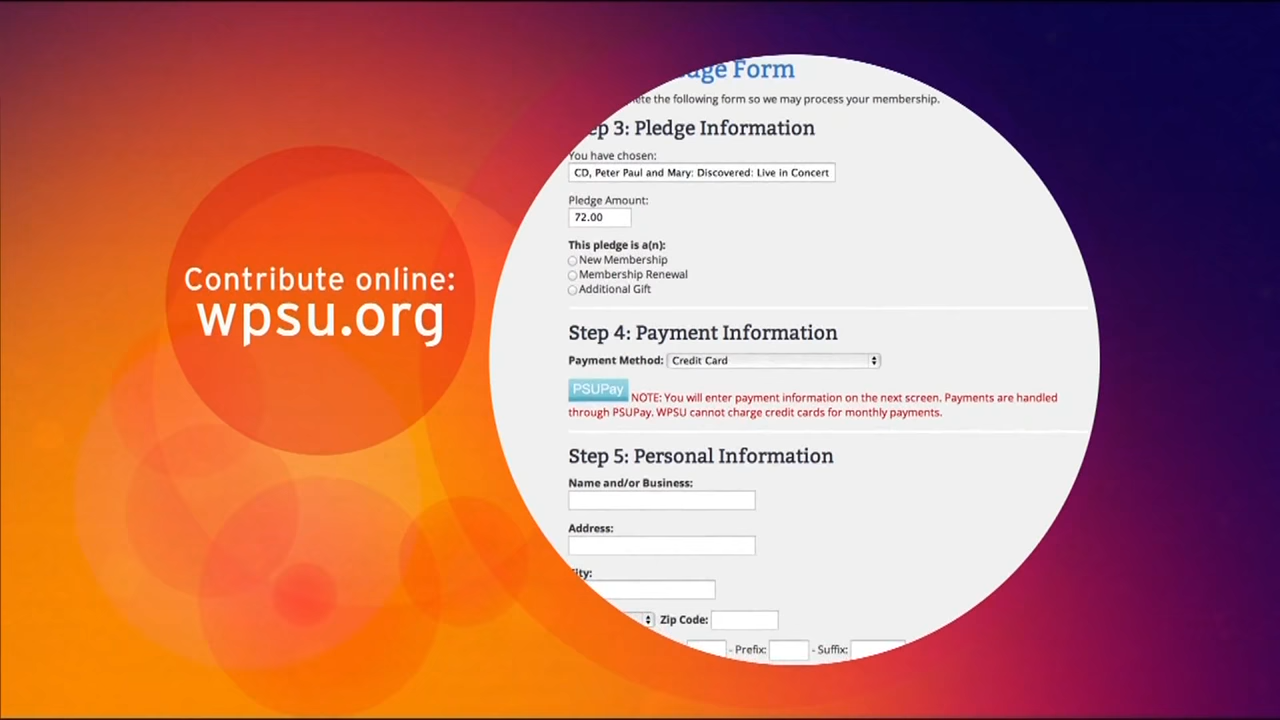 Contribute online:
wpsu.org
Form
the following form so we may process your membership.
3: Pledge Information
You have chosen:
CD, Peter Paul and Mary: Discovered: Live in Concert
Pledge Amount:
72.00
This pledge is a(n):
New Membership
Membership Renewal
Additional Gift
Step 4: Payment Information
Payment Method: Credit Card
PSUPay NOTE: You will enter payment information on the next screen. Payments are handled
through PSUPay. WPSU cannot charge credit cards for monthly payments.
Step 5: Personal Information
Name and/or Business:
Address:
City:
Zip Code:
- Prefix: - Suffix: